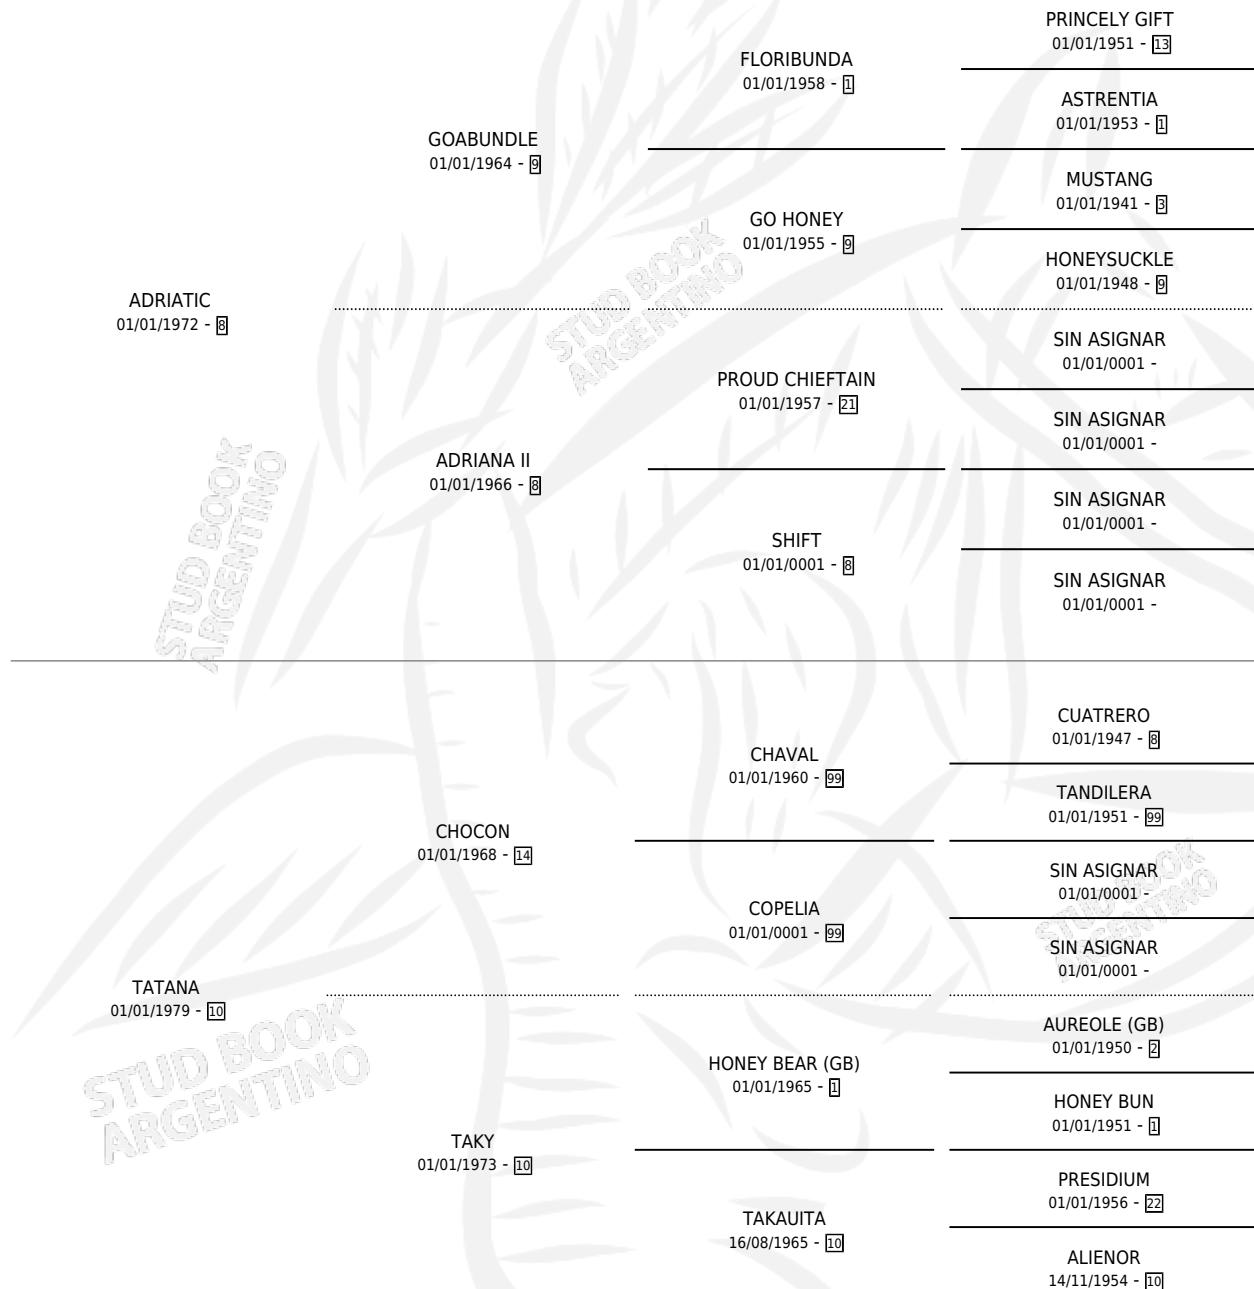 PRINCELY GIFT
01/01/1951 - 13
FLORIBUNDA
01/01/1958 - 1
ASTRENTIA
01/01/1953 - 1
GOABUNDLE
01/01/1964 - 9
MUSTANG
01/01/1941 - 3
GO HONEY
01/01/1955 - 9
HONEYSUCKLE
01/01/1948 - 9
STUD BOOK
ARGENTINO
ADRIATIC
01/01/1972 - 8
SIN ASIGNAR
01/01/0001 -
PROUD CHIEFTAIN
01/01/1957 - 21
SIN ASIGNAR
01/01/0001 -
ADRIANA II
01/01/1966 - 8
SIN ASIGNAR
01/01/0001 -
SHIFT
01/01/0001 - 8
SIN ASIGNAR
01/01/0001 -
STUD BOOK
ARGENTINO
CUATRERO
01/01/1947 - 8
CHAVAL
01/01/1960 - 99
TANDILERA
01/01/1951 - 99
CHOCON
01/01/1968 - 14
SIN ASIGNAR
01/01/0001 -
COPELIA
01/01/0001 - 99
SIN ASIGNAR
01/01/0001 -
STUD BOOK
ARGENTINO
TATANA
01/01/1979 - 10
AUREOLE (GB)
01/01/1950 - 2
HONEY BEAR (GB)
01/01/1965 - 1
HONEY BUN
01/01/1951 - 1
STUD BOOK
ARGENTINO
TAKY
01/01/1973 - 10
PRESIDIUM
01/01/1956 - 22
TAKAUITA
16/08/1965 - 10
ALIENOR
14/11/1954 - 10